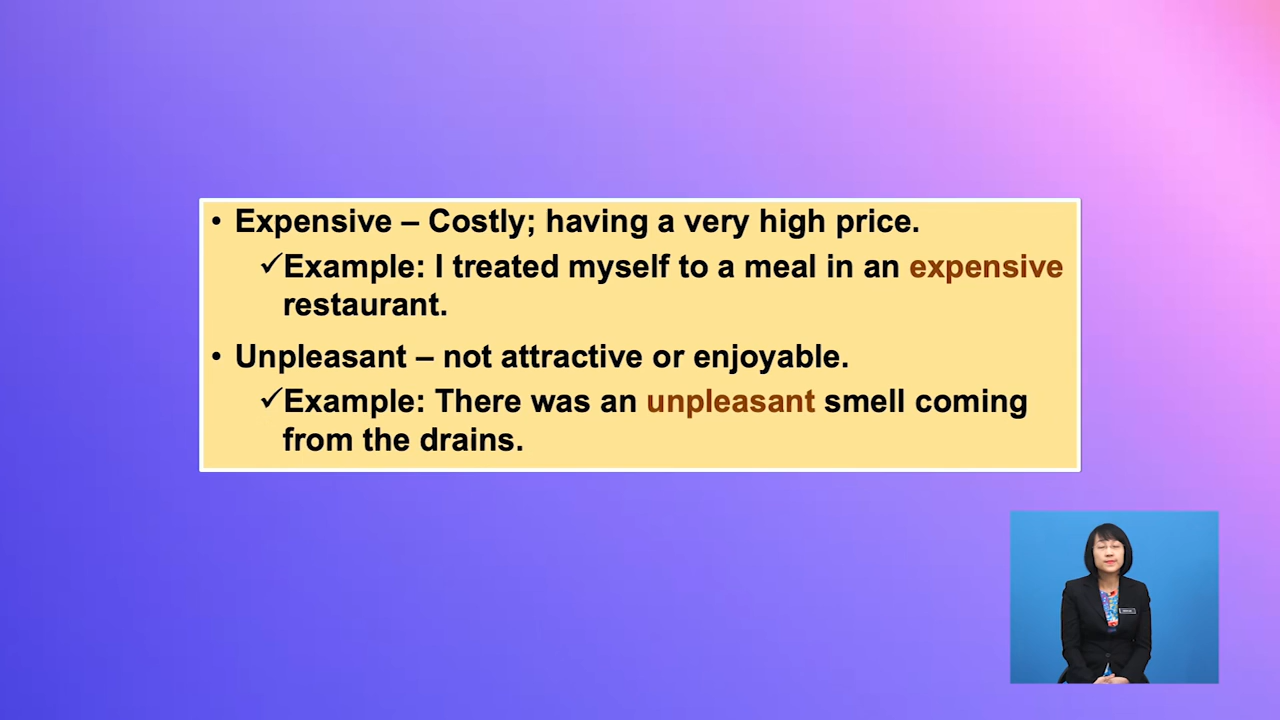 • Expensive – Costly; having a very high price.
✓Example: I treated myself to a meal in an expensive
restaurant.
• Unpleasant – not attractive or enjoyable.
✓Example: There was an unpleasant smell coming
from the drains.